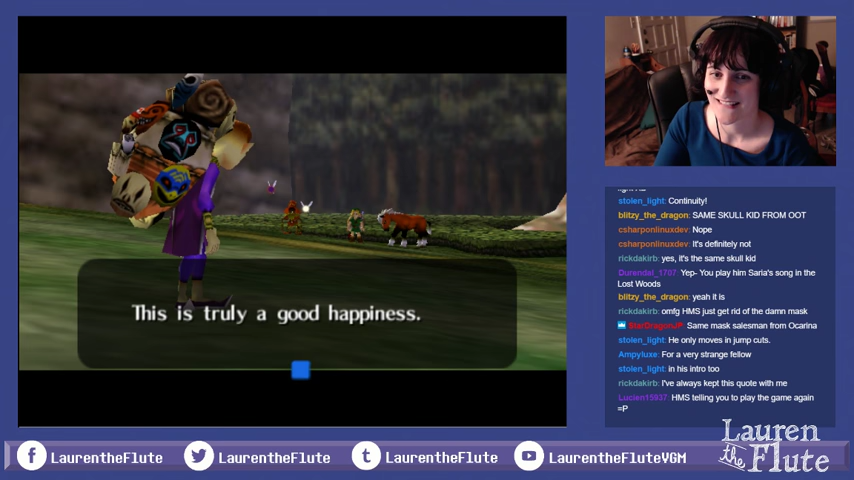 This is truly a good happiness.
stolen_light: Continuity!
blitzy_the_dragon: SAME SKULL KID FROM OOT
csharponlinuxdev: Nope
csharponlinuxdev: It's definitely not
rickdakirb: yes, it's the same skull kid
Durendal_1707: Yep- You play him Saria's song in the
Lost Woods
blitzy_the_dragon: yeah it is
rickdakirb: omfg HMS just get rid of the damn mask
StarDragonJP: Same mask salesman from Ocarina
stolen_light: He only moves in jump cuts.
Ampyluxe: For a very strange fellow
stolen_light: in his intro too
rickdakirb: I've always kept this quote with me
Lucien15937: HMS telling you to play the game again
=P
Lauren
the Flute
f LaurentheFlute
LaurentheFlute
t LaurentheFlute
LaurentheFluteVGM